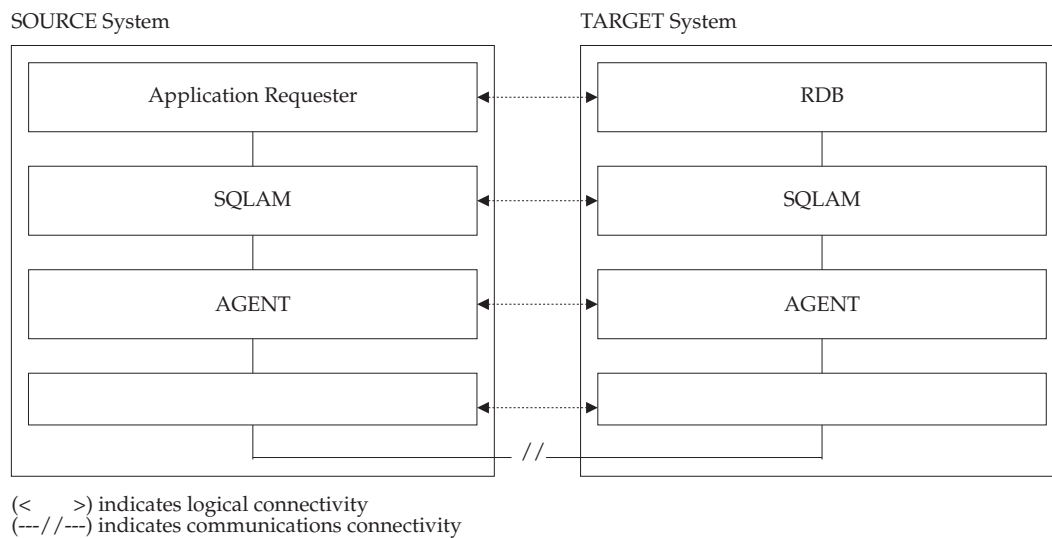 SOURCE System
TARGET System
Application Requester
RDB
SQLAM
SQLAM
AGENT
AGENT
//
(< >) indicates logical connectivity
(---//---) indicates communications connectivity